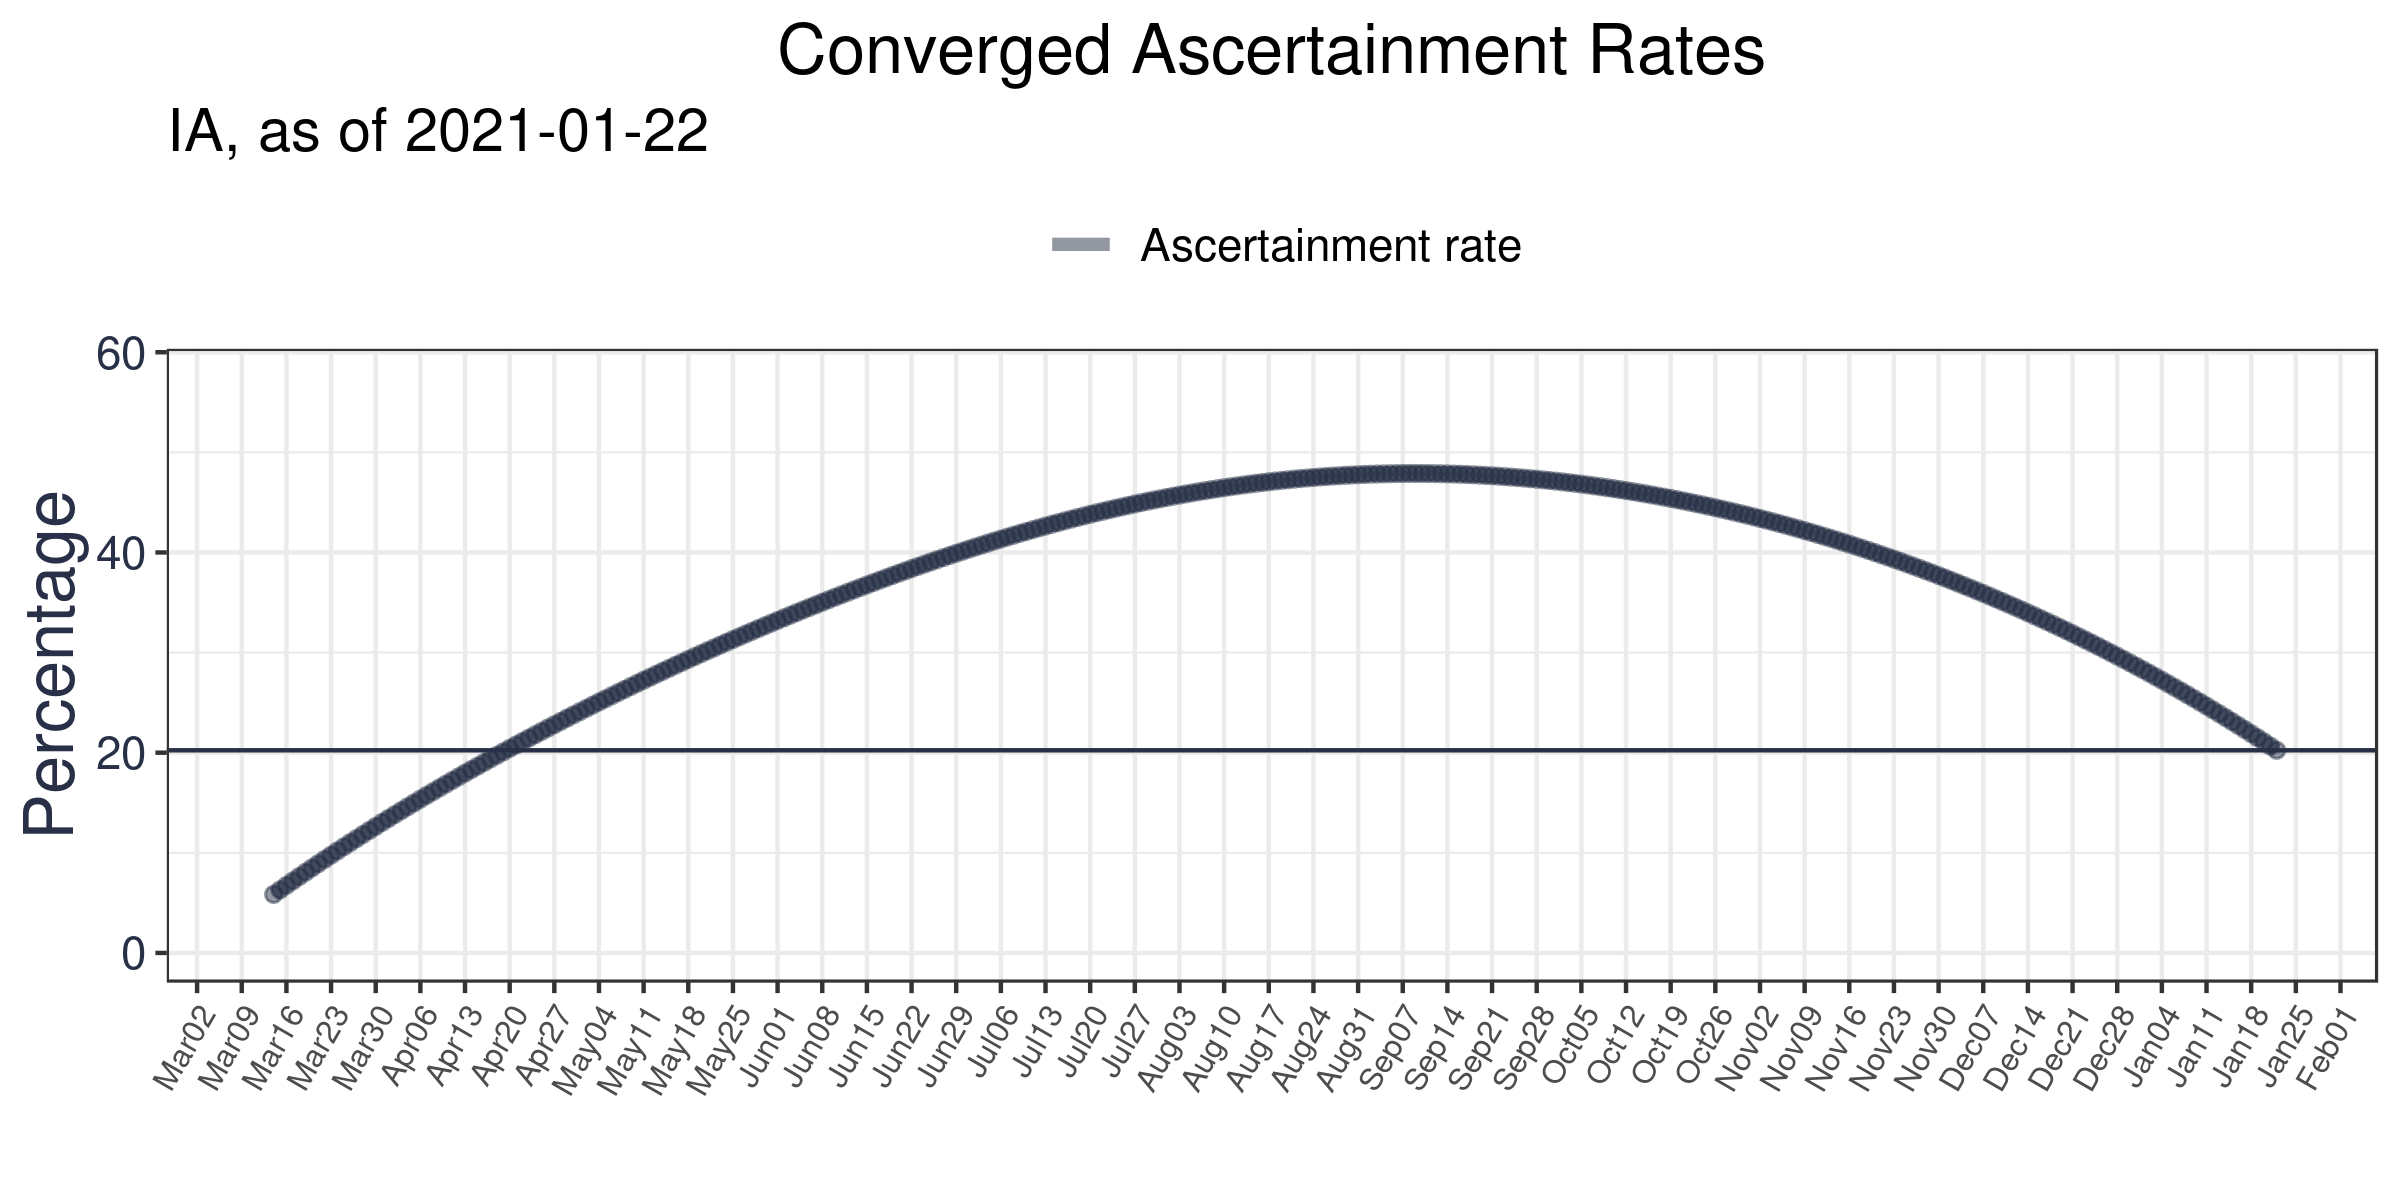 Converged Ascertainment Rates
IA, as of 2021-01-22
Ascertainment rate
Percentage
60
40
20
0
Mar02 Mar09 Mar16 Mar23 Mar30 Apr06 Apr13 Apr20 Apr27 May04 May11 May18 May25 Jun01 Jun08 Jun15 Jun22 Jun29 Jul06 Jul13 Jul20 Jul27 Aug03 Aug10 Aug17 Aug24 Aug31 Sep07 Sep14 Sep21 Sep28 Oct05 Oct12 Oct19 Oct26 Nov02 Nov09 Nov16 Nov23 Nov30 Dec07 Dec14 Dec21 Dec28 Jan04 Jan11 Jan18 Jan25 Feb01